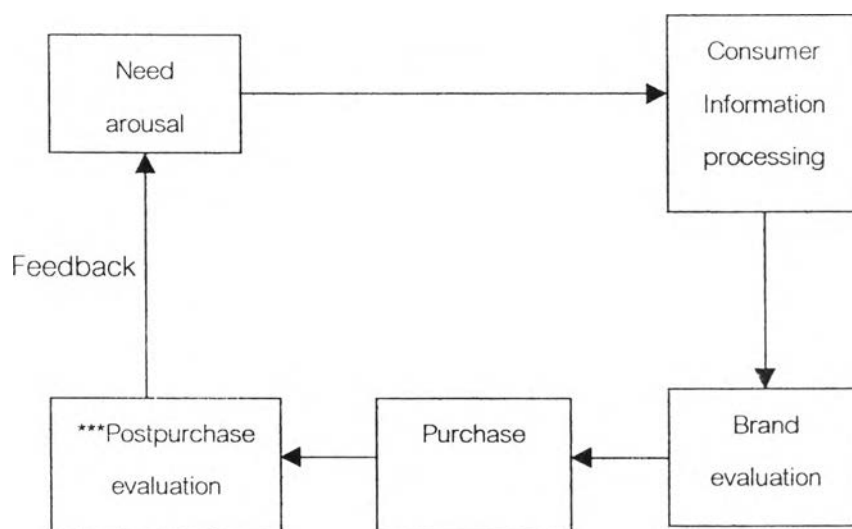 Need
arousal
Consumer
Information
processing
Feedback
***Postpurchase
evaluation
Purchase
Brand
evaluation